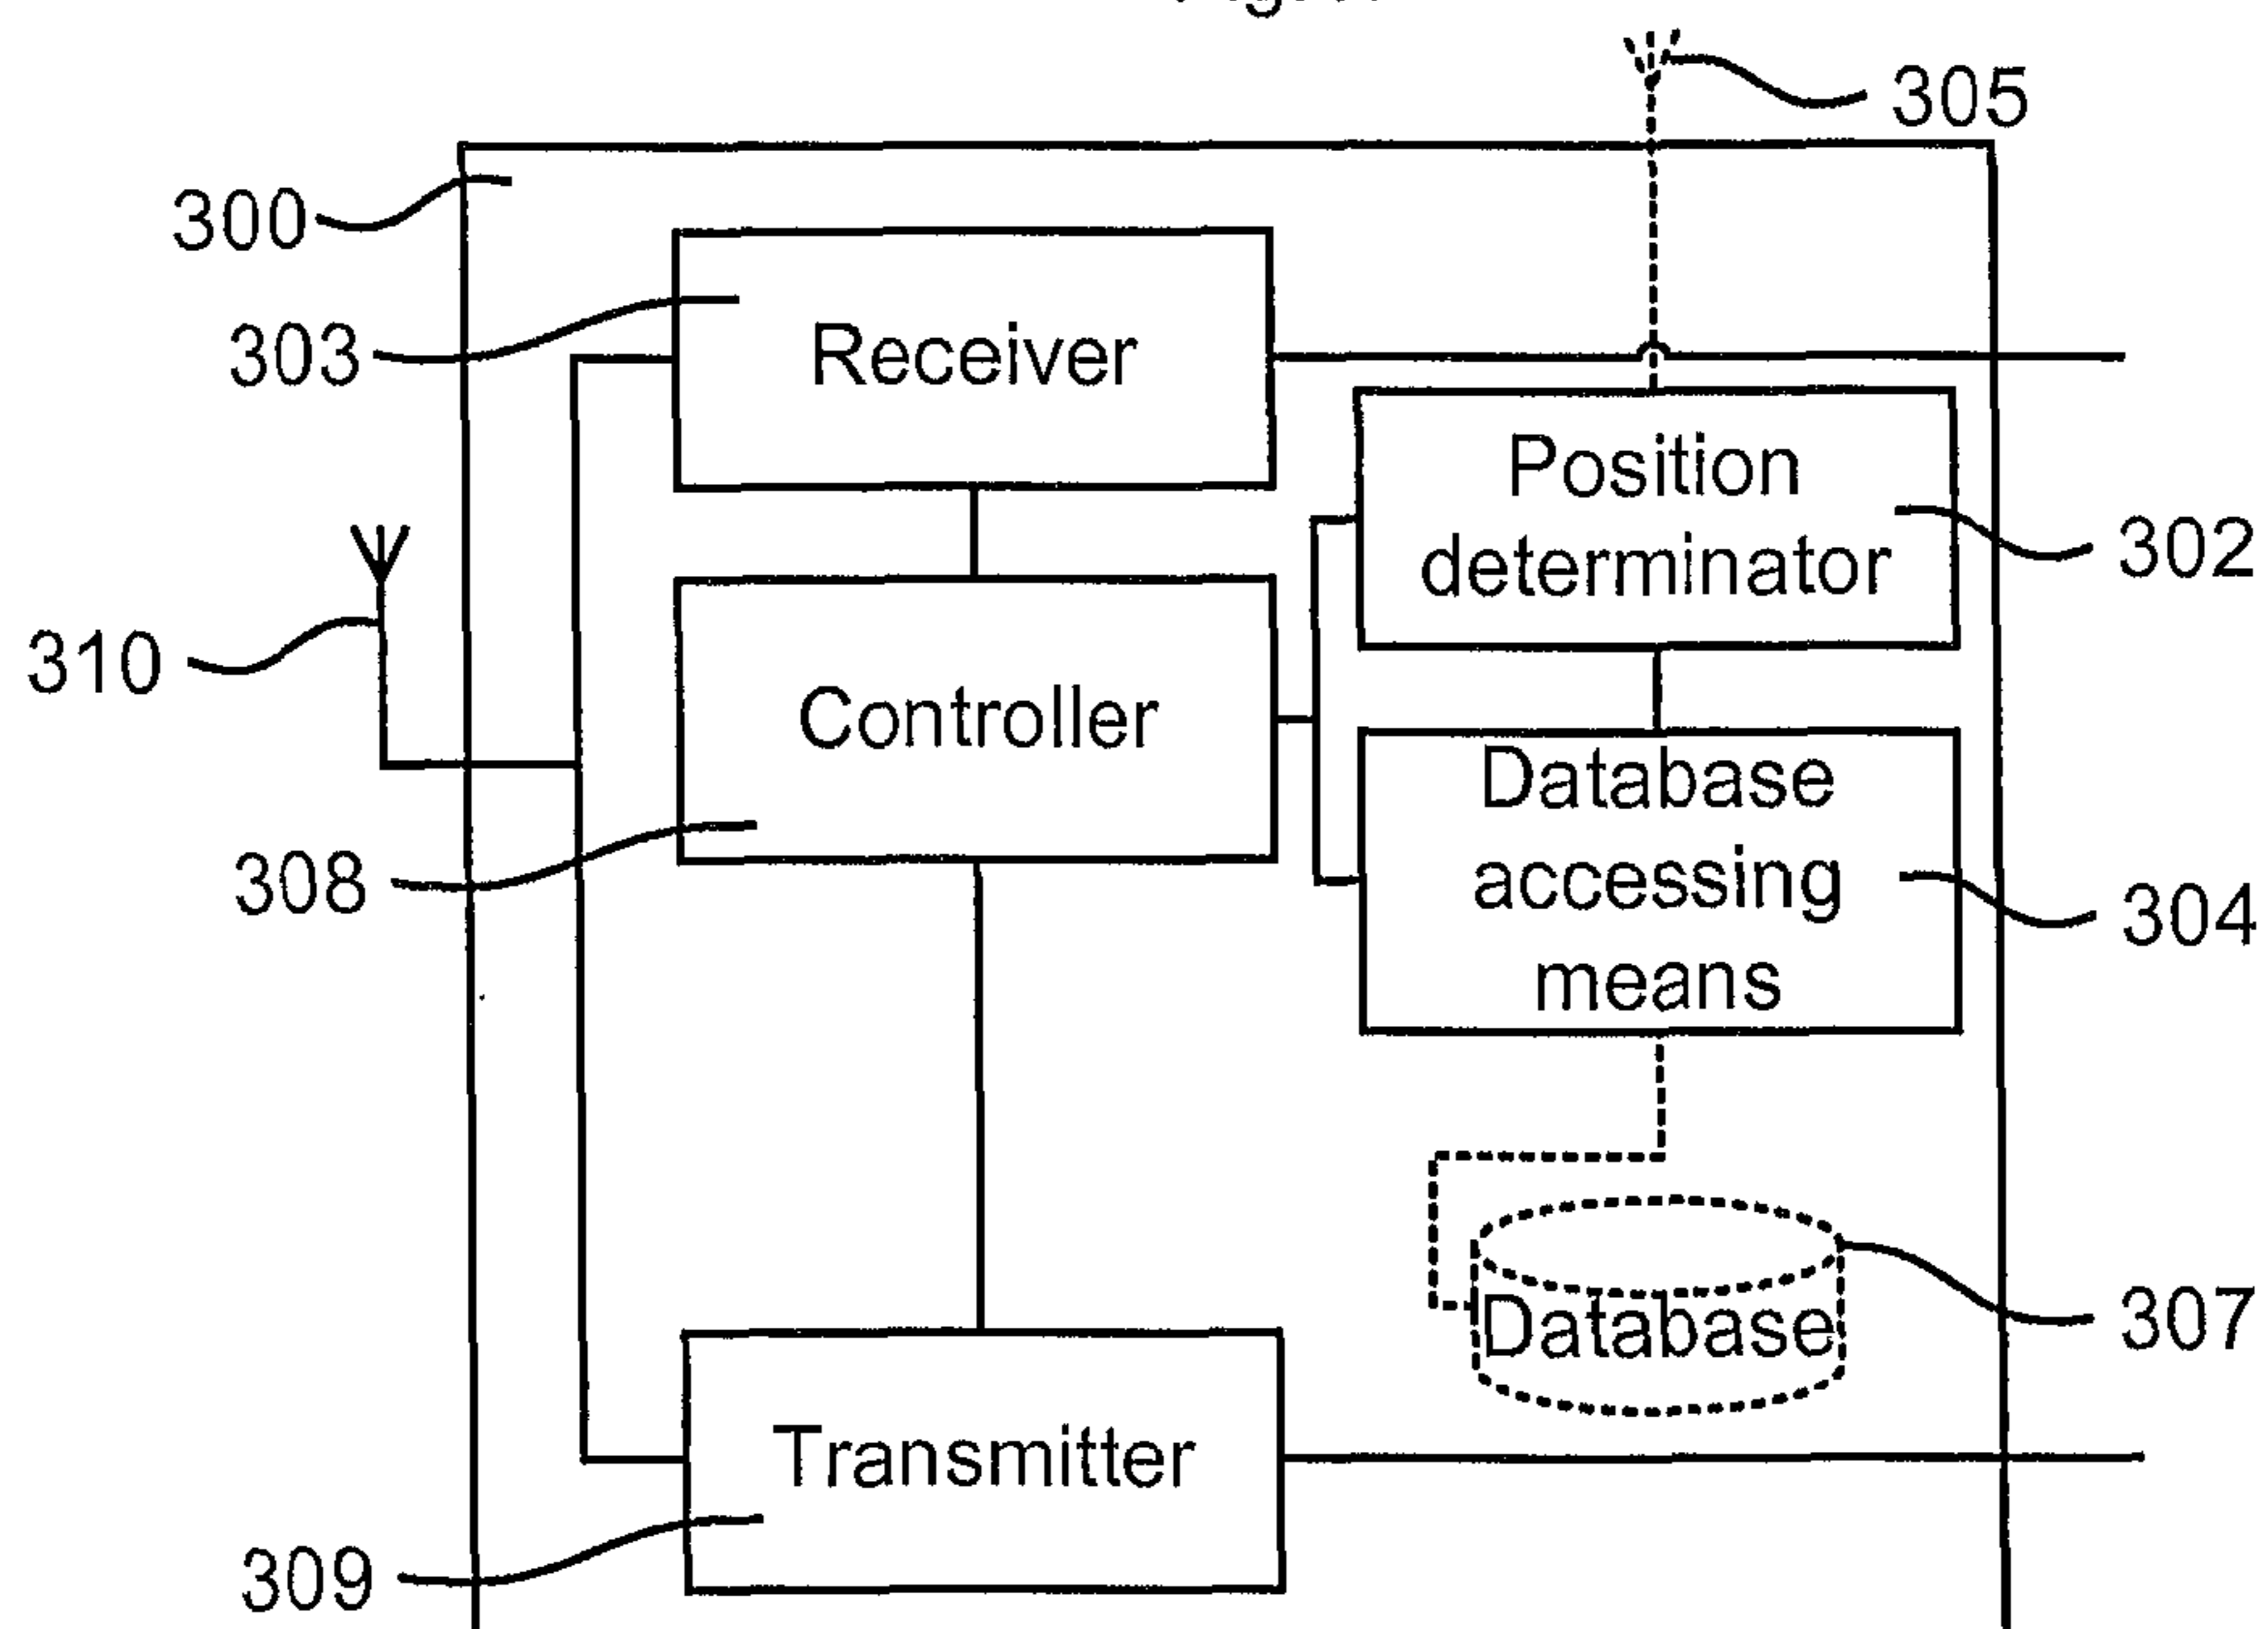 305
300
303
Receiver
Position
determinator
302
310
Controller
Database
accessing
means
308
304
Database
307
Transmitter
309